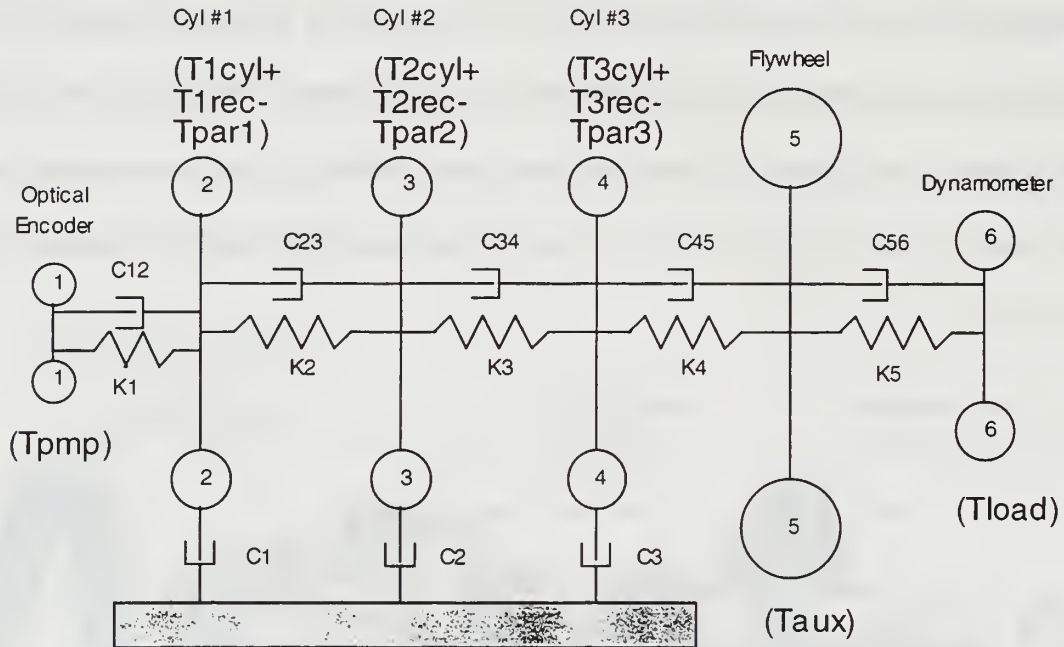 Cyl #1
Cyl #2
Cyl #3
(T1cyl+
T1rec-
Tpar1)
(T2cyl+
T2rec-
Tpar2)
(T3cyl+
T3rec-
Tpar3)
Flywheel
5
2
3
4
Optical
Encoder
Dynamometer
6
1
C12
C23
C34
C45
C56
1
K1
K2
K3
K4
K5
(Tpmp)
6
2
3
4
5
(Tload)
C1
C2
C3
(Taux)